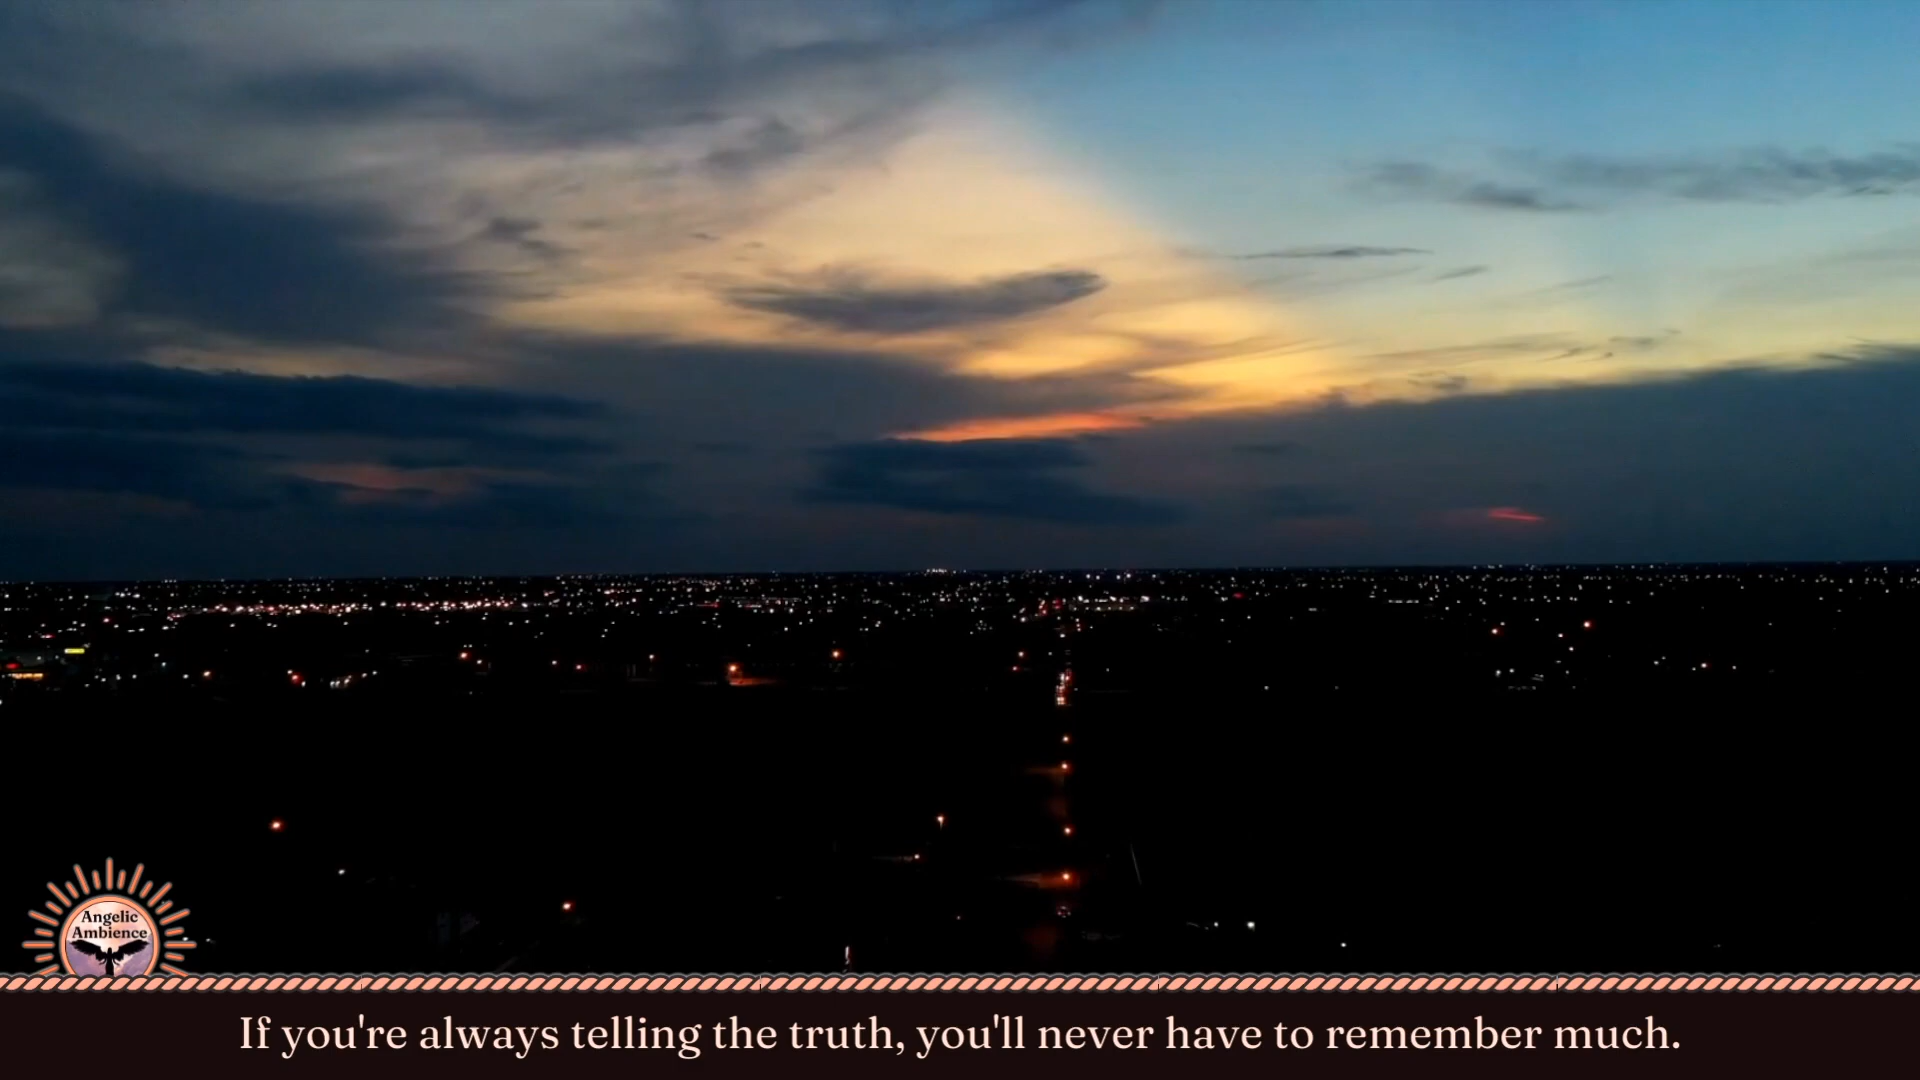 Angelic
Ambience
If you're always telling the truth, you'll never have to remember much.